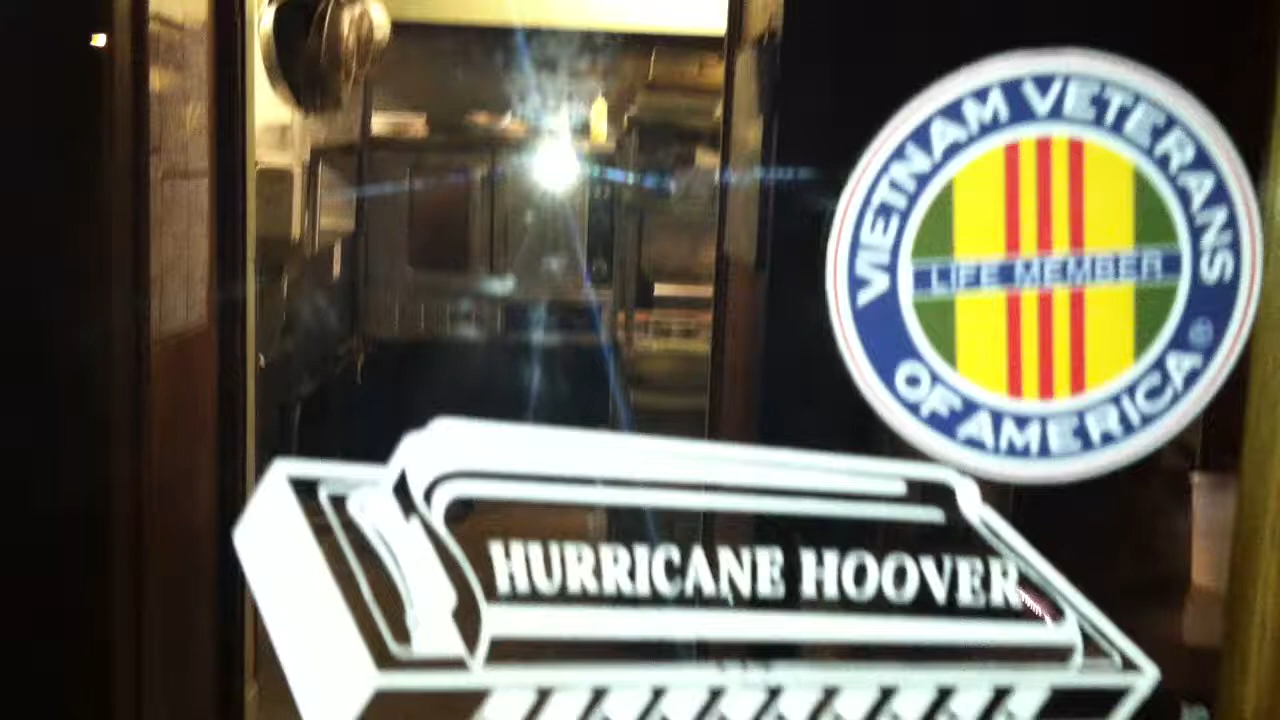 VIETNAM VETERANS
LIFE MEMBER
OF AMERICA ®
HURRICANE HOOVER